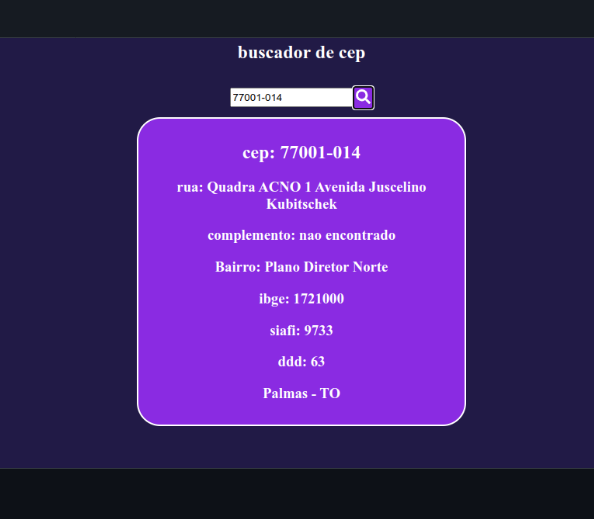 buscador de cep
77001-014
cep: 77001-014
rua: Quadra ACNO 1 Avenida Juscelino
Kubitschek
complemento: nao encontrado
Bairro: Plano Diretor Norte
ibge: 1721000
siafi: 9733
ddd: 63
Palmas - TO